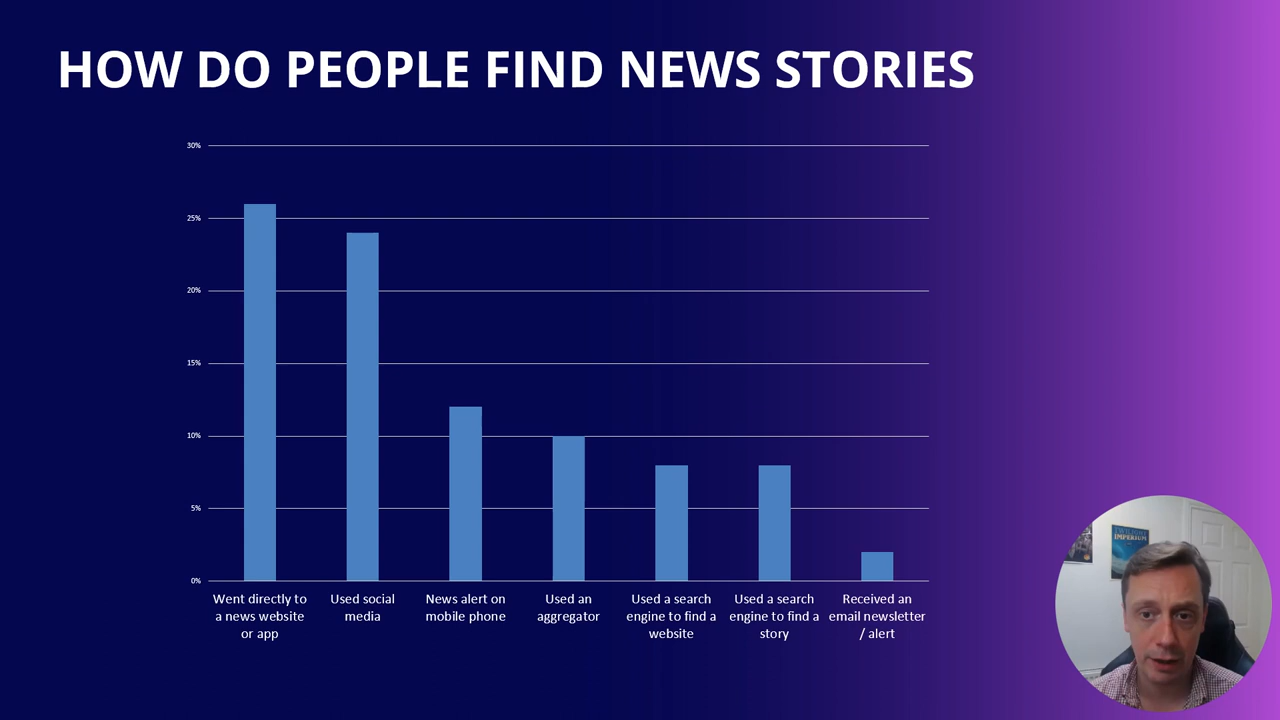 HOW DO PEOPLE FIND NEWS STORIES
30%
25%
20%
15%
10%
5%
0%
Went directly to
a news website
or app
Used social
media
News alert on
mobile phone
Used an
aggregator
Used a search
engine to find a
website
Used a search
engine to find a
story
Received an
email newsletter
/ alert
TWILIGHT
IMPERIUM